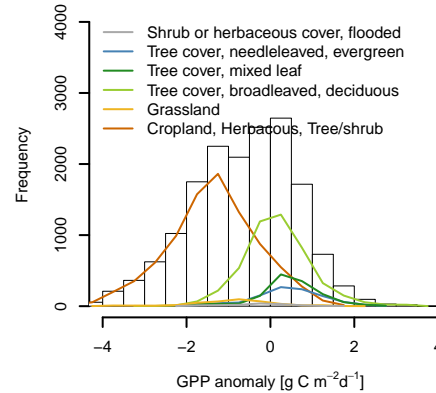 4000
3000
2000
1000
0
Frequency
Shrub or herbaceous cover, flooded
Tree cover, needleleaved, evergreen
Tree cover, mixed leaf
Tree cover, broadleaved, deciduous
Grassland
Cropland, Herbacous, Tree/shrub
−4 −2 0 2 4
GPP anomaly [g C m⁻²d⁻¹]